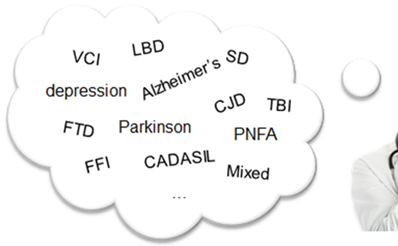 VCI
LBD
SD
depression
Alzheimer's
CJD
TBI
FTD
Parkinson
PNFA
FFI
CADASIL
Mixed
...